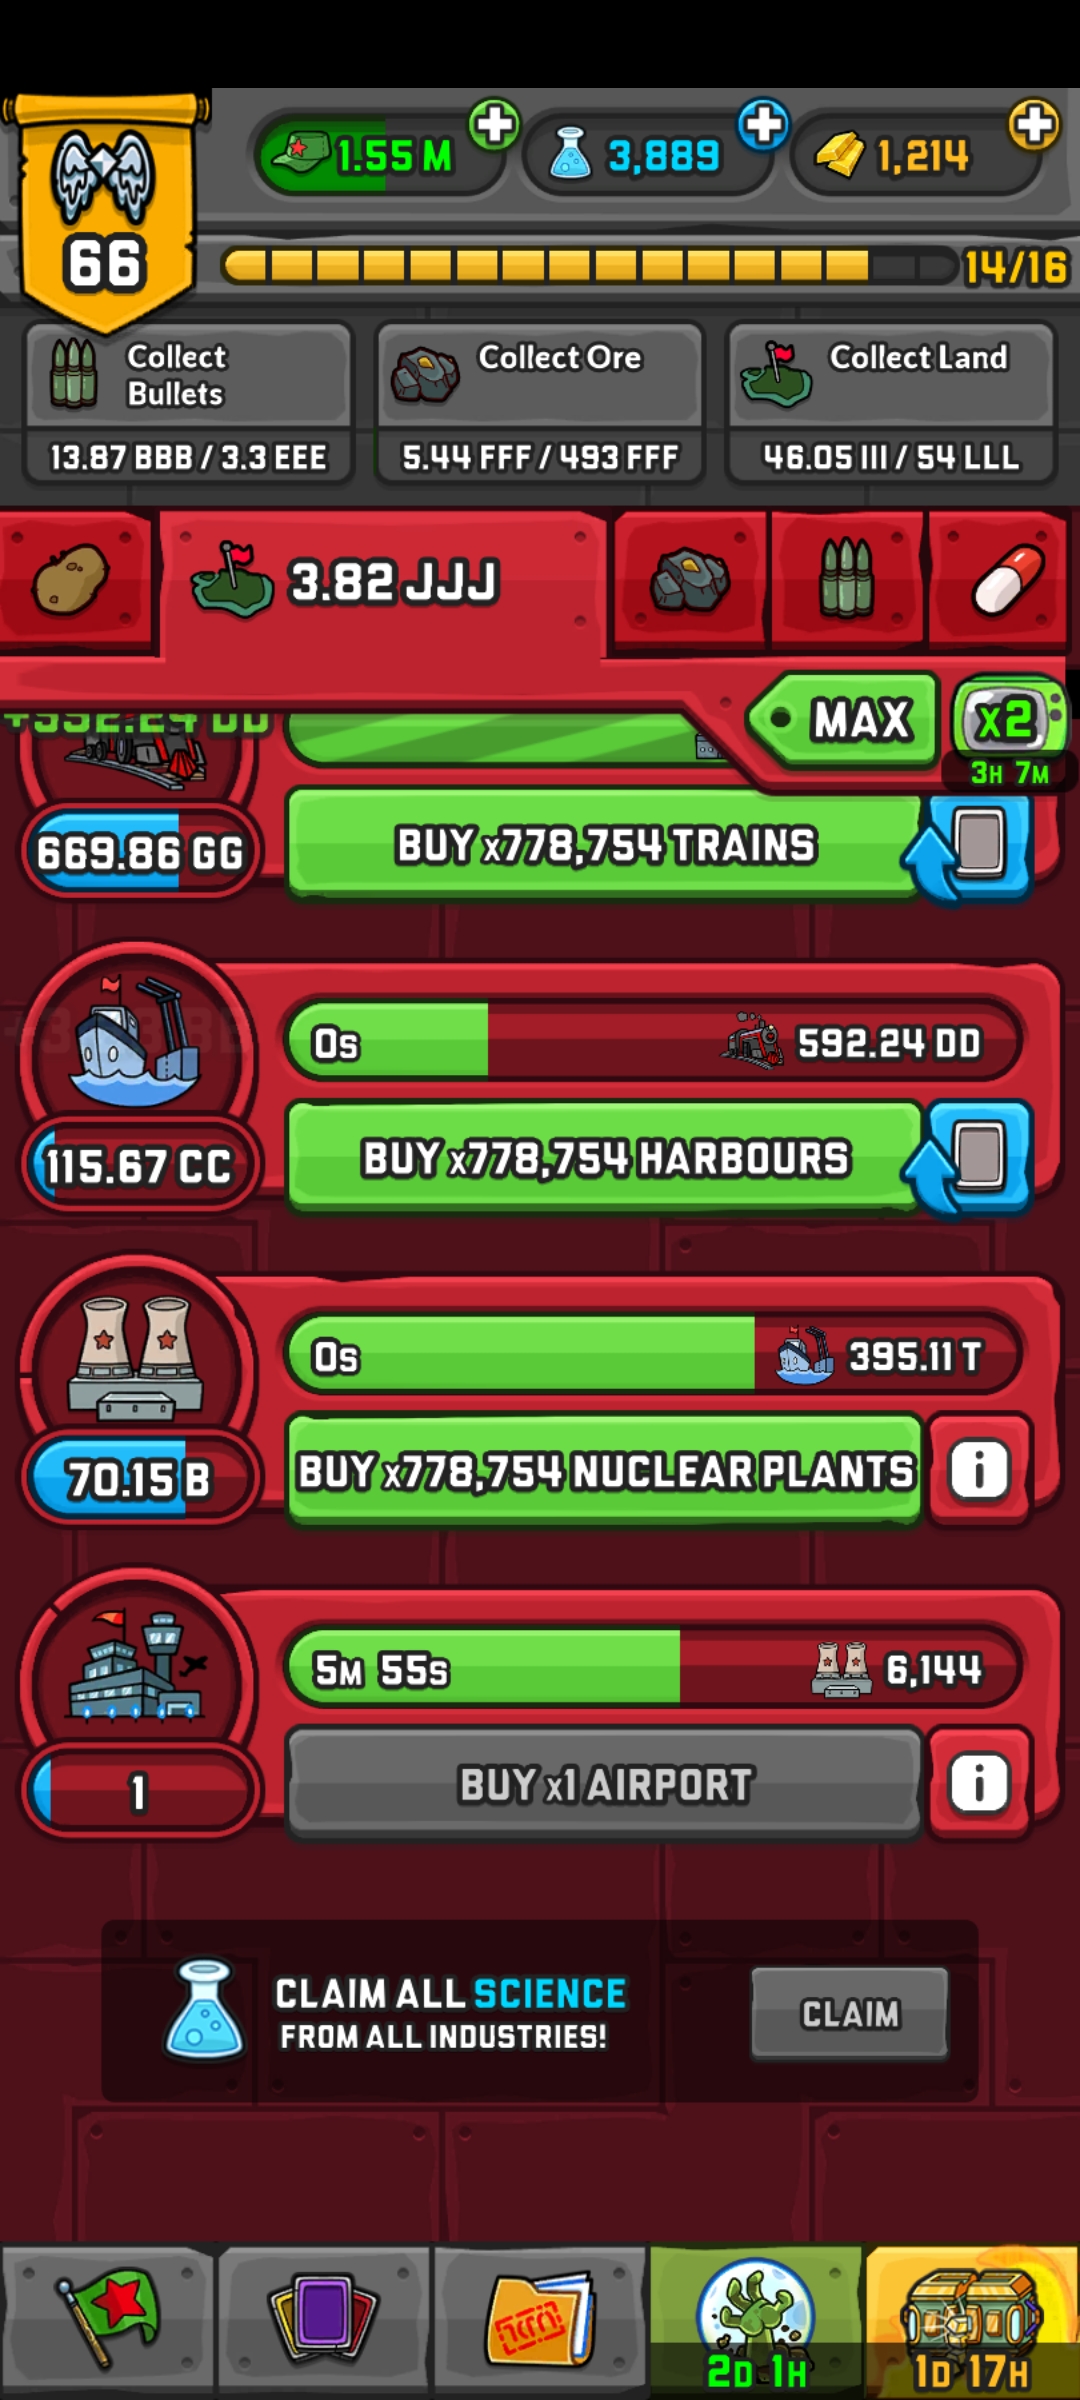 1.55 M
3,889
1,214
66
14/16
Collect
Bullets
13.87 BBB / 3.3 EEE
Collect Ore
5.44 FFF / 493 FFF
Collect Land
46.05 III / 54 LLL
3.82 JJJ
MAX
x2
3H 7M
+592.24 DD
669.86 GG
BUY x778,754 TRAINS
0s
592.24 DD
115.67 CC
BUY x778,754 HARBOURS
0s
395.11 T
70.15 B
BUY x778,754 NUCLEAR PLANTS
i
5M 55s
6,144
1
BUY x1 AIRPORT
i
CLAIM ALL SCIENCE
FROM ALL INDUSTRIES!
CLAIM
2D 1H
1D 17H